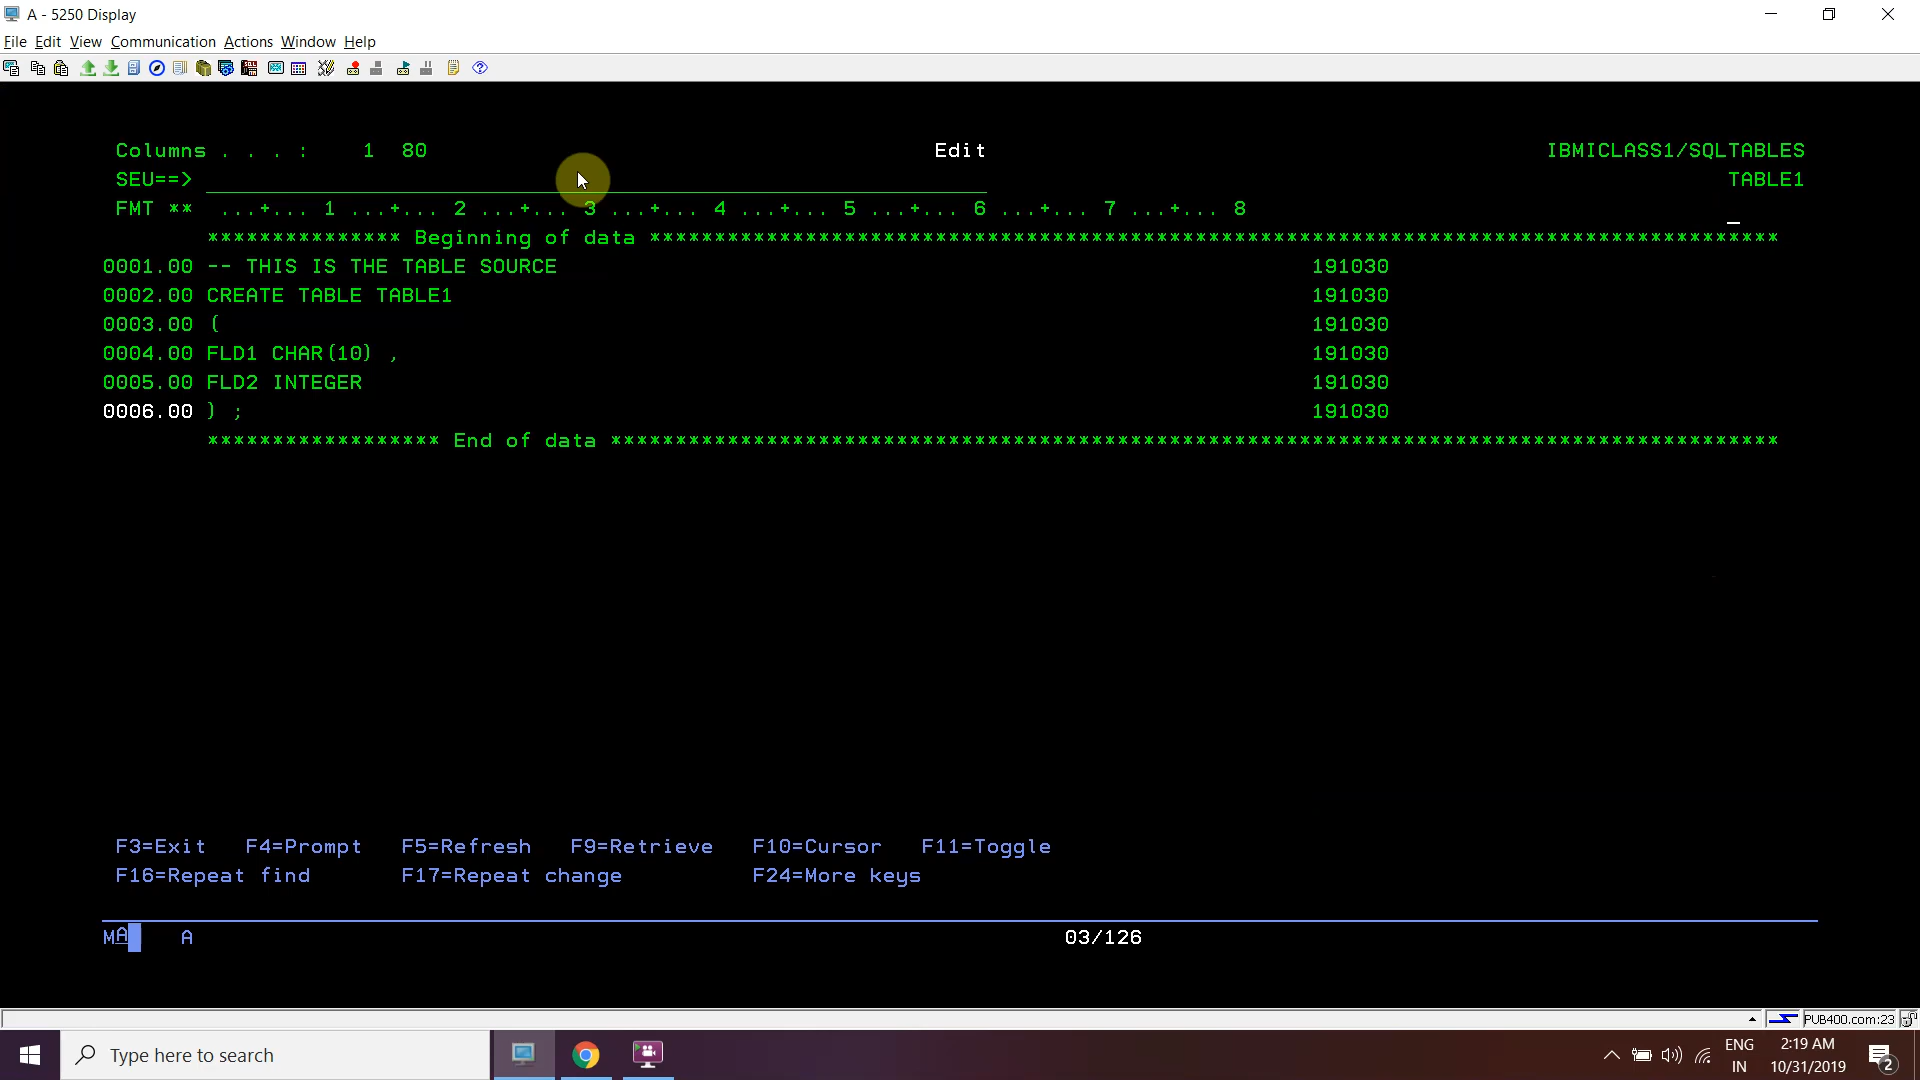 A - 5250 Display
File Edit View Communication Actions Window Help
Columns . . . :    1  80                Edit                IBMICLASS1/SQLTABLES
SEU==>                TABLE1
FMT **  ...+... 1 ...+... 2 ...+... 3 ...+... 4 ...+... 5 ...+... 6 ...+... 7 ...+... 8
*************** Beginning of data ***************************************************************************************
0001.00 -- THIS IS THE TABLE SOURCE    191030
0002.00 CREATE TABLE TABLE1    191030
0003.00 (    191030
0004.00 FLD1 CHAR(10) ,    191030
0005.00 FLD2 INTEGER    191030
0006.00 ) ;    191030
****************** End of data ******************************************************************************************
F3=Exit   F4=Prompt   F5=Refresh   F9=Retrieve   F10=Cursor   F11=Toggle
F16=Repeat find       F17=Repeat change          F24=More keys
MA    A    03/126
PUB400.com:23
Type here to search
ENG 2:19 AM
IN 10/31/2019 2